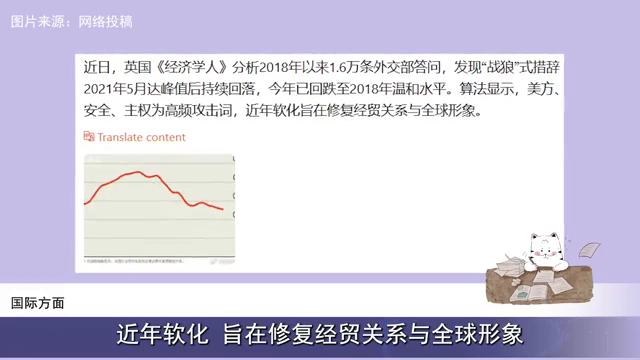 图片来源：网络投稿
近日，英国《经济学人》分析2018年以来1.6万条外交部答问，发现“战狼”式措辞
2021年5月达峰值后持续回落，今年已回跌至2018年温和水平。算法显示，美方、
安全、主权为高频攻击词，近年软化旨在修复经贸关系与全球形象。
Translate content
国际方面
近年软化 旨在修复经贸关系与全球形象